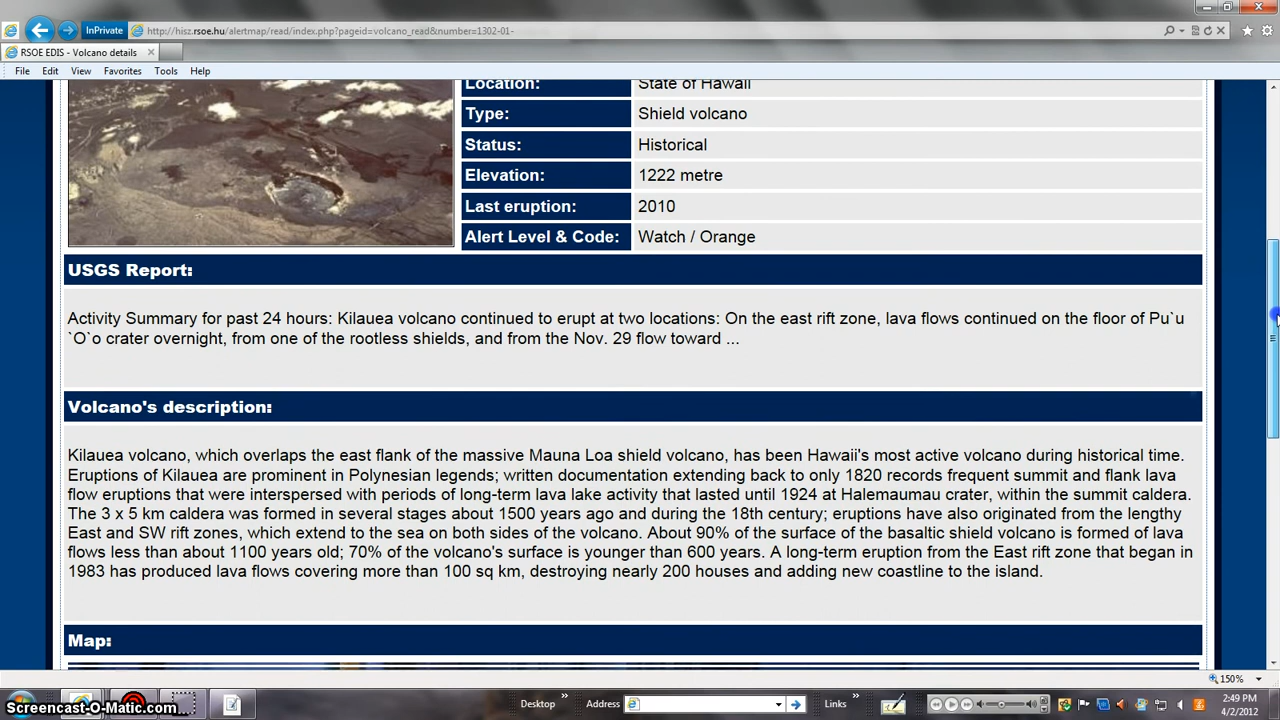 InPrivate
http://hisz.rsoe.hu/alertmap/read/index.php?pageid=volcano_read&number=1302-01-
RSOE EDIS - Volcano details
File Edit View Favorites Tools Help
Location: State of Hawaii
Type: Shield volcano
Status: Historical
Elevation: 1222 metre
Last eruption: 2010
Alert Level & Code: Watch / Orange
USGS Report:
Activity Summary for past 24 hours: Kilauea volcano continued to erupt at two locations: On the east rift zone, lava flows continued on the floor of Pu`u
`O`o crater overnight, from one of the rootless shields, and from the Nov. 29 flow toward ...
Volcano's description:
Kilauea volcano, which overlaps the east flank of the massive Mauna Loa shield volcano, has been Hawaii's most active volcano during historical time.
Eruptions of Kilauea are prominent in Polynesian legends; written documentation extending back to only 1820 records frequent summit and flank lava
flow eruptions that were interspersed with periods of long-term lava lake activity that lasted until 1924 at Halemaumau crater, within the summit caldera.
The 3 x 5 km caldera was formed in several stages about 1500 years ago and during the 18th century; eruptions have also originated from the lengthy
East and SW rift zones, which extend to the sea on both sides of the volcano. About 90% of the surface of the basaltic shield volcano is formed of lava
flows less than about 1100 years old; 70% of the volcano's surface is younger than 600 years. A long-term eruption from the East rift zone that began in
1983 has produced lava flows covering more than 100 sq km, destroying nearly 200 houses and adding new coastline to the island.
Map:
150%
Desktop » Address Links »
2:49 PM
4/2/2012
Screencast-O-Matic.com